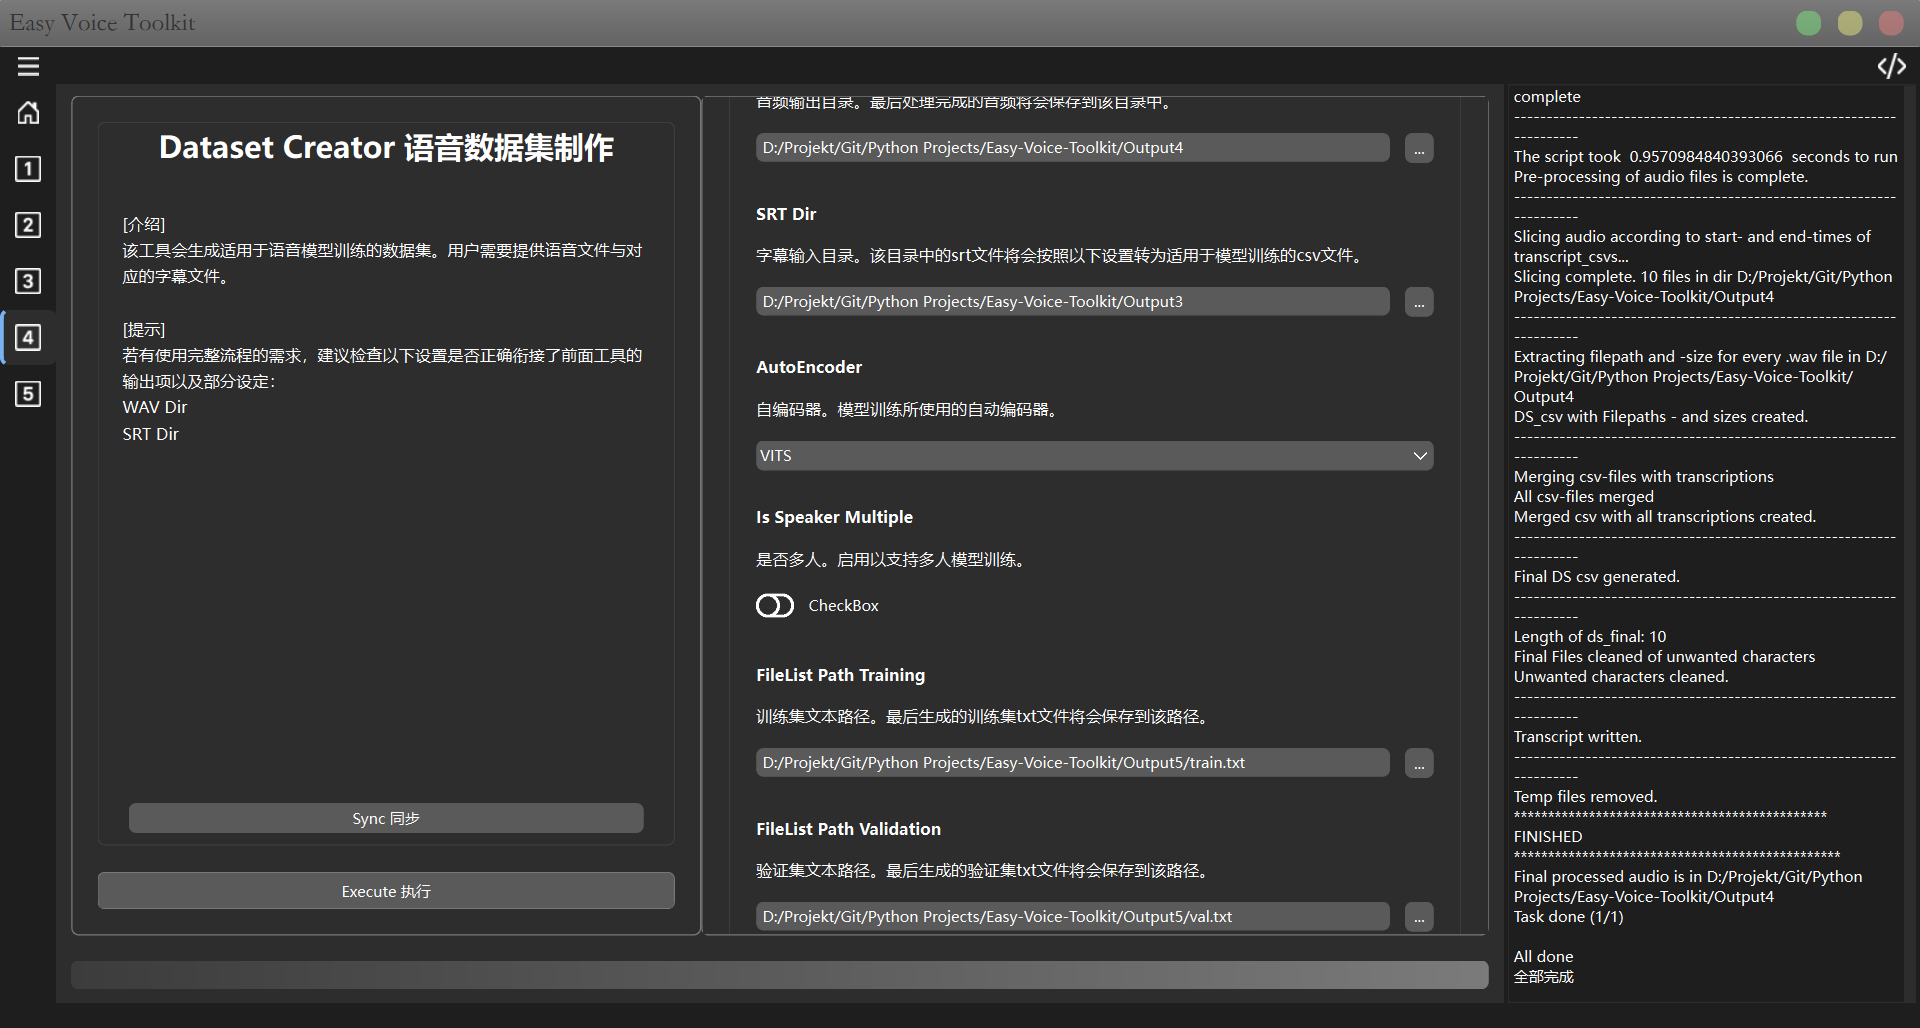 Easy Voice Toolkit
1
2
3
4
5
Dataset Creator 语音数据集制作
[介绍]
该工具会生成适用于语音模型训练的数据集。用户需要提供语音文件与对
应的字幕文件。
[提示]
若有使用完整流程的需求，建议检查以下设置是否正确衔接了前面工具的
输出项以及部分设定：
WAV Dir
SRT Dir
Sync 同步
Execute 执行
音频输出目录。最后处理完成的音频将会保存到该目录中。
D:/Projekt/Git/Python Projects/Easy-Voice-Toolkit/Output4
...
SRT Dir
字幕输入目录。该目录中的srt文件将会按照以下设置转为适用于模型训练的csv文件。
D:/Projekt/Git/Python Projects/Easy-Voice-Toolkit/Output3
...
AutoEncoder
自编码器。模型训练所使用的自动编码器。
VITS
Is Speaker Multiple
是否多人。启用以支持多人模型训练。
CheckBox
FileList Path Training
训练集文本路径。最后生成的训练集txt文件将会保存到该路径。
D:/Projekt/Git/Python Projects/Easy-Voice-Toolkit/Output5/train.txt
...
FileList Path Validation
验证集文本路径。最后生成的验证集txt文件将会保存到该路径。
D:/Projekt/Git/Python Projects/Easy-Voice-Toolkit/Output5/val.txt
...
</>
complete
----------------------------------------------------------
----------
The script took  0.9570984840393066  seconds to run
Pre-processing of audio files is complete.
----------------------------------------------------------
----------
Slicing audio according to start- and end-times of
transcript_csvs...
Slicing complete. 10 files in dir D:/Projekt/Git/Python
Projects/Easy-Voice-Toolkit/Output4
----------------------------------------------------------
----------
Extracting filepath and -size for every .wav file in D:/
Projekt/Git/Python Projects/Easy-Voice-Toolkit/
Output4
DS_csv with Filepaths - and sizes created.
----------------------------------------------------------
----------
Merging csv-files with transcriptions
All csv-files merged
Merged csv with all transcriptions created.
----------------------------------------------------------
----------
Final DS csv generated.
----------------------------------------------------------
----------
Length of ds_final: 10
Final Files cleaned of unwanted characters
Unwanted characters cleaned.
----------------------------------------------------------
----------
Transcript written.
----------------------------------------------------------
----------
Temp files removed.
**********************************************
FINISHED
************************************************
Final processed audio is in D:/Projekt/Git/Python
Projects/Easy-Voice-Toolkit/Output4
Task done (1/1)
All done
全部完成